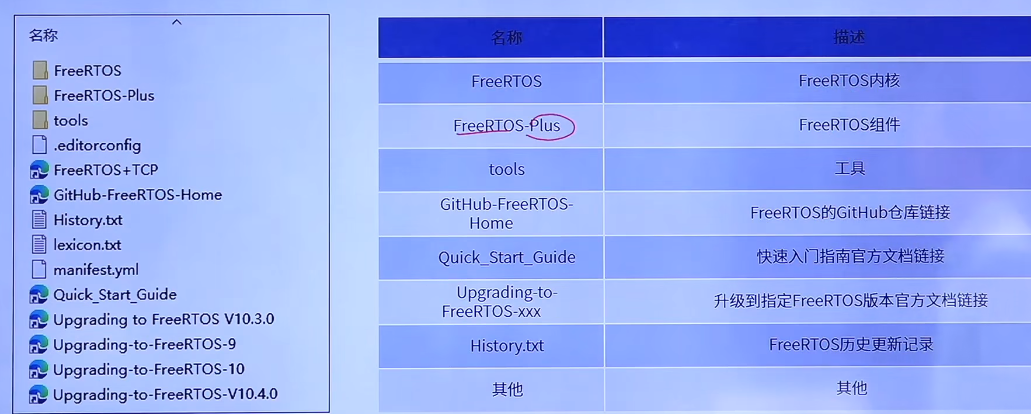 名称
FreeRTOS
FreeRTOS-Plus
tools
.editorconfig
FreeRTOS+TCP
GitHub-FreeRTOS-Home
History.txt
lexicon.txt
manifest.yml
Quick_Start_Guide
Upgrading to FreeRTOS V10.3.0
Upgrading-to-FreeRTOS-9
Upgrading-to-FreeRTOS-10
Upgrading-to-FreeRTOS-V10.4.0
名称 描述
FreeRTOS FreeRTOS内核
FreeRTOS-Plus FreeRTOS组件
tools 工具
GitHub-FreeRTOS-
Home FreeRTOS的GitHub仓库链接
Quick_Start_Guide 快速入门指南官方文档链接
Upgrading-to-
FreeRTOS-xxx 升级到指定FreeRTOS版本官方文档链接
History.txt FreeRTOS历史更新记录
其他 其他